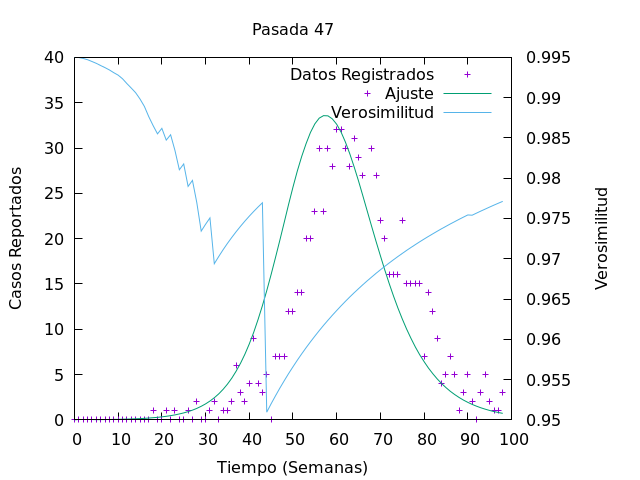 Pasada 47
40
35
30
25
20
15
10
5
0
0.995
0.99
0.985
0.98
0.975
0.97
0.965
0.96
0.955
0.95
Datos Registrados
Ajuste
Verosimilitud
Casos Reportados
Verosimilitud
0 10 20 30 40 50 60 70 80 90 100
Tiempo (Semanas)